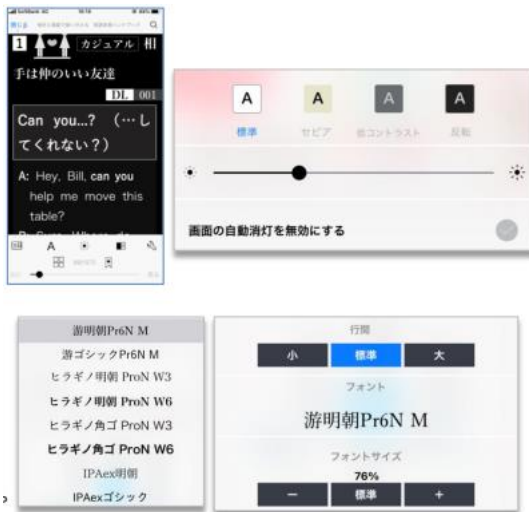 SoftBank 4G
閉じる
1
カジュアル 相
手は仲のいい友達
DL 001
Can you...? (…し
てくれない?)
A: Hey, Bill, can you
help me move this
table?
A
A
A
A
A
標準
セピア
低コントラスト
反転
画面の自動消灯を無効にする
游明朝Pr6N M
游ゴシックPr6N M
ヒラギノ明朝 ProN W3
ヒラギノ明朝 ProN W6
ヒラギノ角ゴ ProN W3
ヒラギノ角ゴ ProN W6
IPAex明朝
IPAexゴシック
行間
小
標準
大
フォント
游明朝Pr6N M
フォントサイズ
76%
−
標準
+